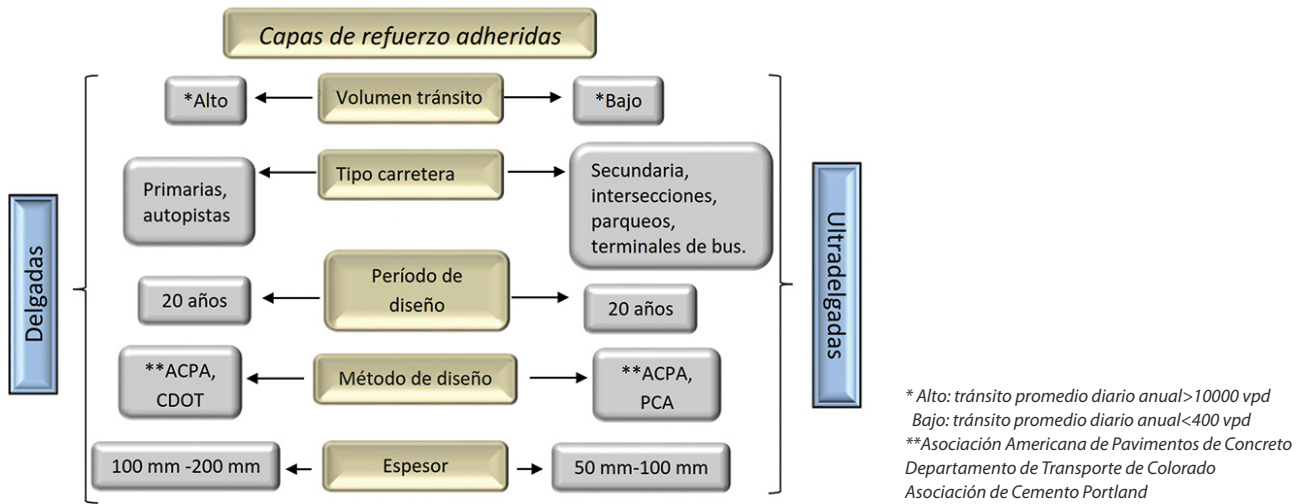 Capas de refuerzo adheridas
*Alto
Volumen tránsito
*Bajo
Primarias,
autopistas
Tipo carretera
Secundaria,
intersecciones,
parqueos,
terminales de bus.
Delgadas
Ultradelgadas
20 años
Período de
diseño
20 años
**ACPA,
CDOT
Método de diseño
**ACPA,
PCA
100 mm -200 mm
Espesor
50 mm-100 mm
* Alto: tránsito promedio diario anual>10000 vpd
Bajo: tránsito promedio diario anual<400 vpd
**Asociación Americana de Pavimentos de Concreto
Departamento de Transporte de Colorado
Asociación de Cemento Portland